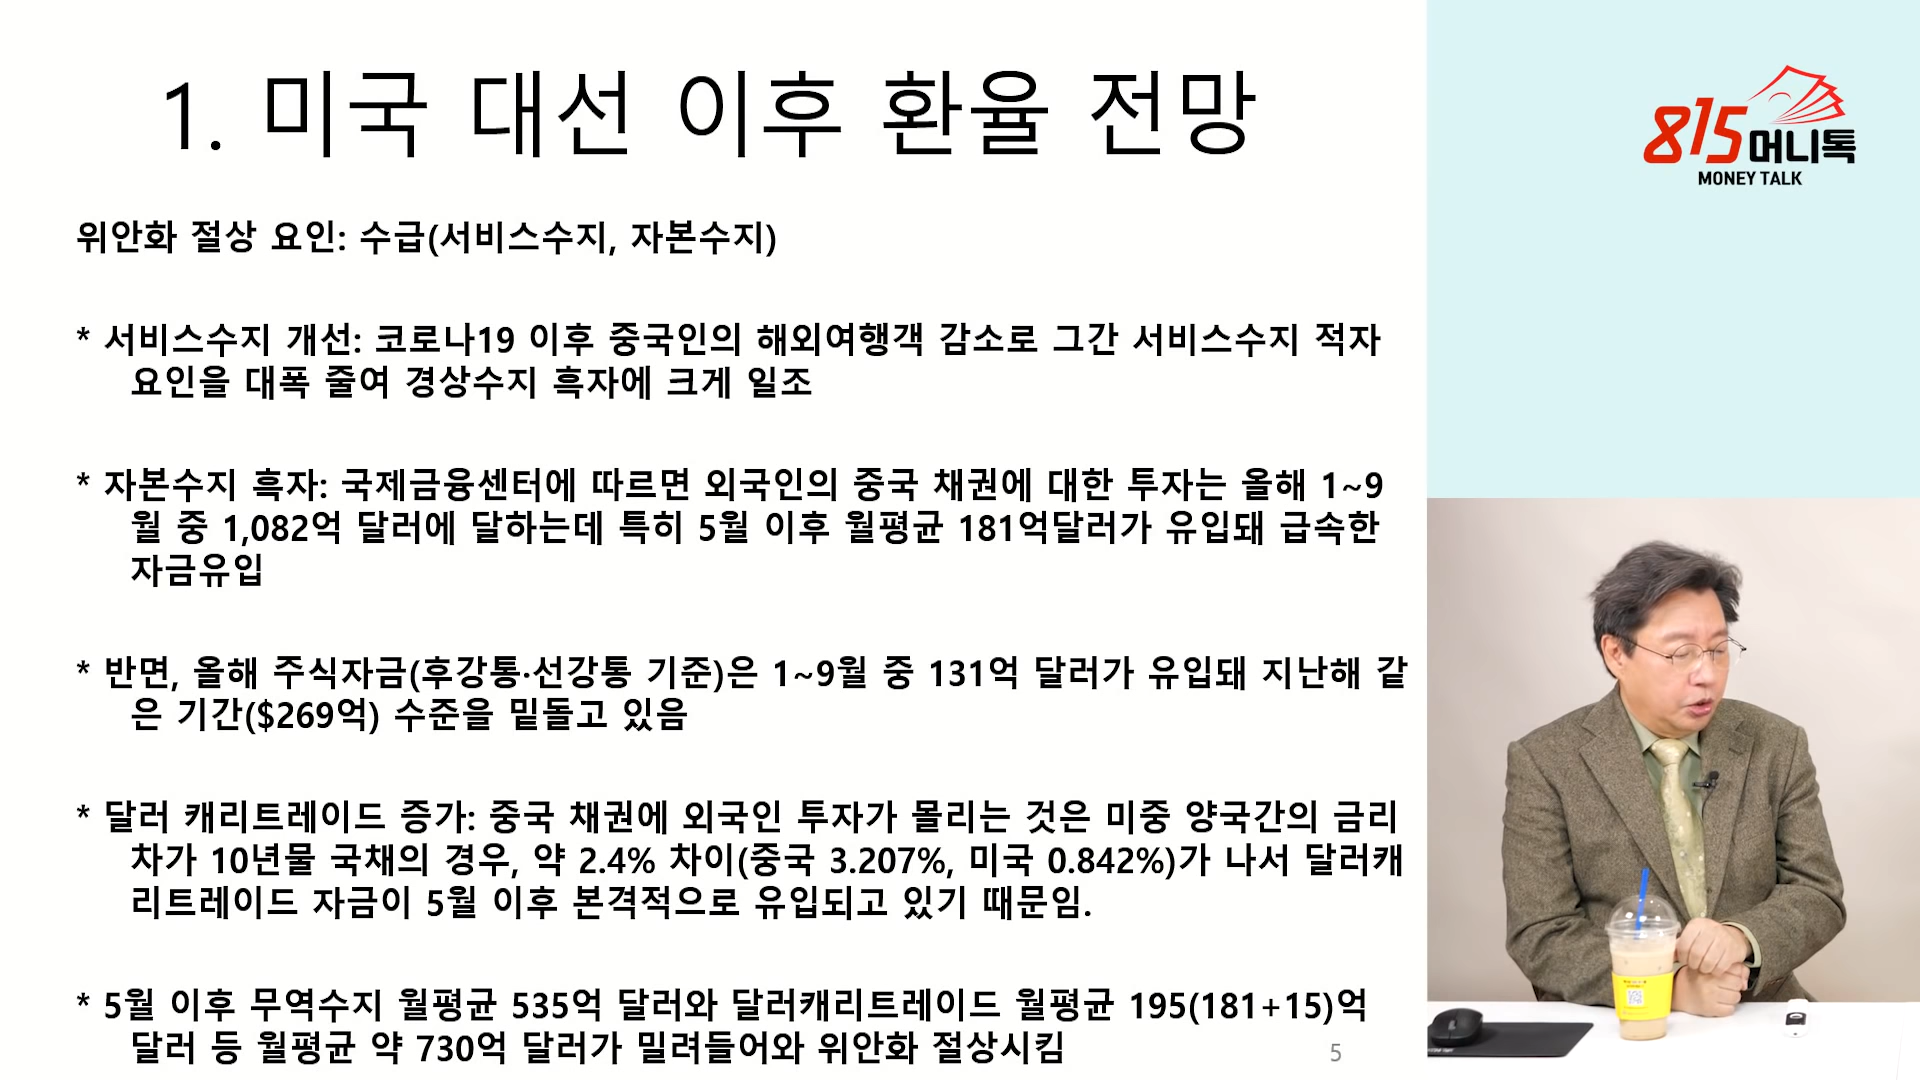 1. 미국 대선 이후 환율 전망
위안화 절상 요인: 수급(서비스수지, 자본수지)
* 서비스수지 개선: 코로나19 이후 중국인의 해외여행객 감소로 그간 서비스수지 적자
요인을 대폭 줄여 경상수지 흑자에 크게 일조
* 자본수지 흑자: 국제금융센터에 따르면 외국인의 중국 채권에 대한 투자는 올해 1~9
월 중 1,082억 달러에 달하는데 특히 5월 이후 월평균 181억달러가 유입돼 급속한
자금유입
* 반면, 올해 주식자금(후강통·선강통 기준)은 1~9월 중 131억 달러가 유입돼 지난해 같
은 기간($269억) 수준을 밑돌고 있음
* 달러 캐리트레이드 증가: 중국 채권에 외국인 투자가 몰리는 것은 미중 양국간의 금리
차가 10년물 국채의 경우, 약 2.4% 차이(중국 3.207%, 미국 0.842%)가 나서 달러캐
리트레이드 자금이 5월 이후 본격적으로 유입되고 있기 때문임.
* 5월 이후 무역수지 월평균 535억 달러와 달러캐리트레이드 월평균 195(181+15)억
달러 등 월평균 약 730억 달러가 밀려들어와 위안화 절상시킴
5
815머니톡
MONEY TALK